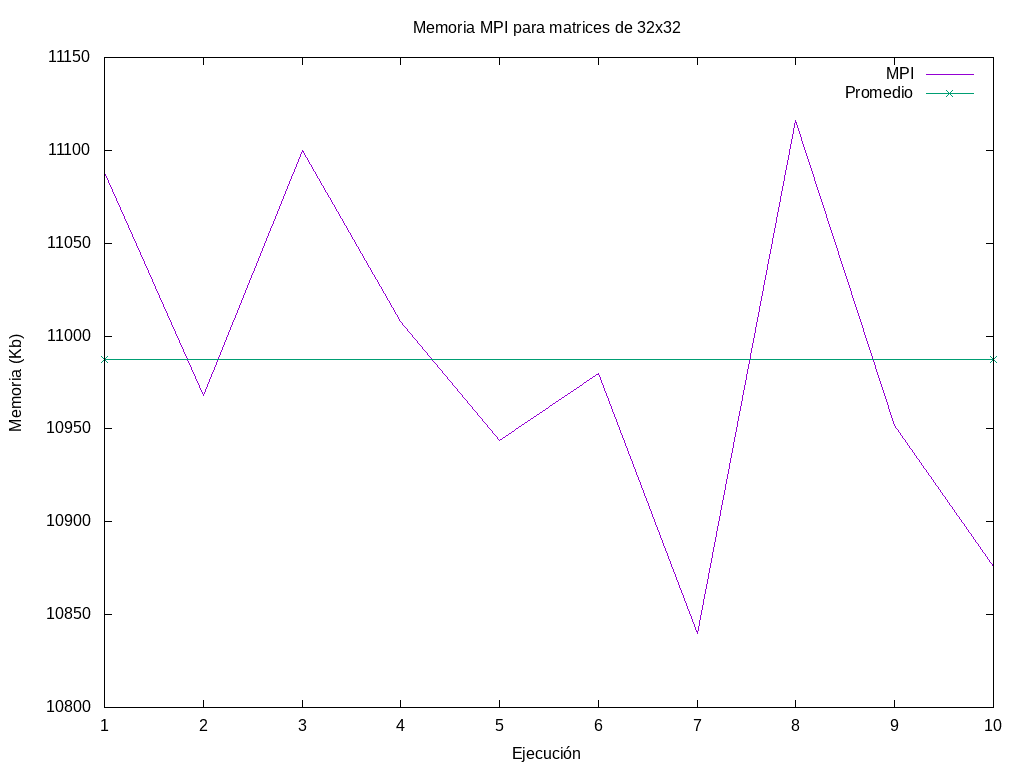 Memoria MPI para matrices de 32x32
MPI
Promedio
11150
11100
11050
11000
10950
10900
10850
10800
Memoria (Kb)
1 2 3 4 5 6 7 8 9 10
Ejecución